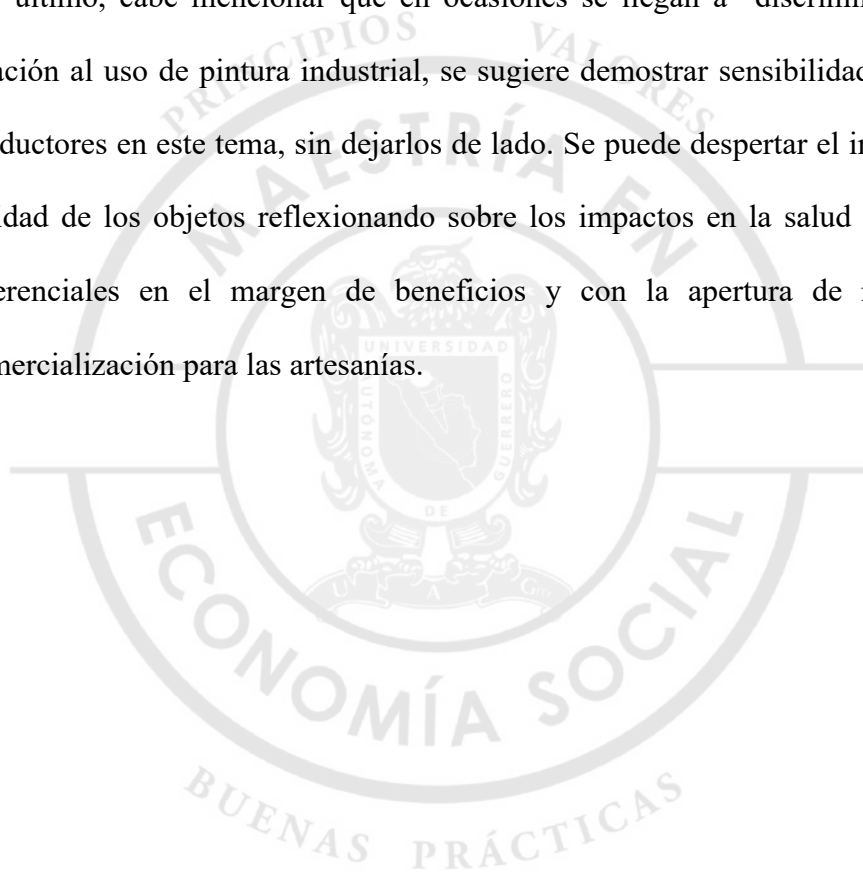 último, cabe mencionar que en ocasiones se llegan a "discrimin
ación al uso de pintura industrial, se sugiere demostrar sensibilidad
ductores en este tema, sin dejarlos de lado. Se puede despertar el in
idad de los objetos reflexionando sobre los impactos en la salud
erenciales en el margen de beneficios y con la apertura de
mercialización para las artesanías.
PRINCIPIOS VALORES
MAESTRÍA EN
UNIVERSIDAD
AUTÓNOMA
DE
GUERRERO
U A Gro
ECONOMÍA SOCIAL
BUENAS PRÁCTICAS